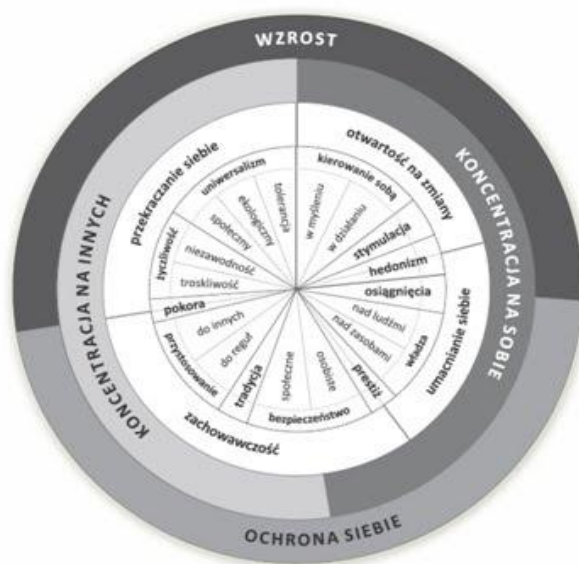 WZROST
KONCENTRACJA NA INNYCH
KONCENTRACJA NA SOBIE
OCHRONA SIEBIE
przekraczanie siebie
otwartość na zmiany
umacnianie siebie
zachowawczość
uniwersalizm
tolerancja
ekologiczny
społeczny
życzliwość
niezawodność
troskliwość
pokora
przystosowanie
do innych
do reguł
tradycja
bezpieczeństwo
społeczne
osobiste
prestiż
władza
nad zasobami
nad ludźmi
osiągnięcia
hedonizm
stymulacja
kierowanie sobą
w działaniu
w myśleniu